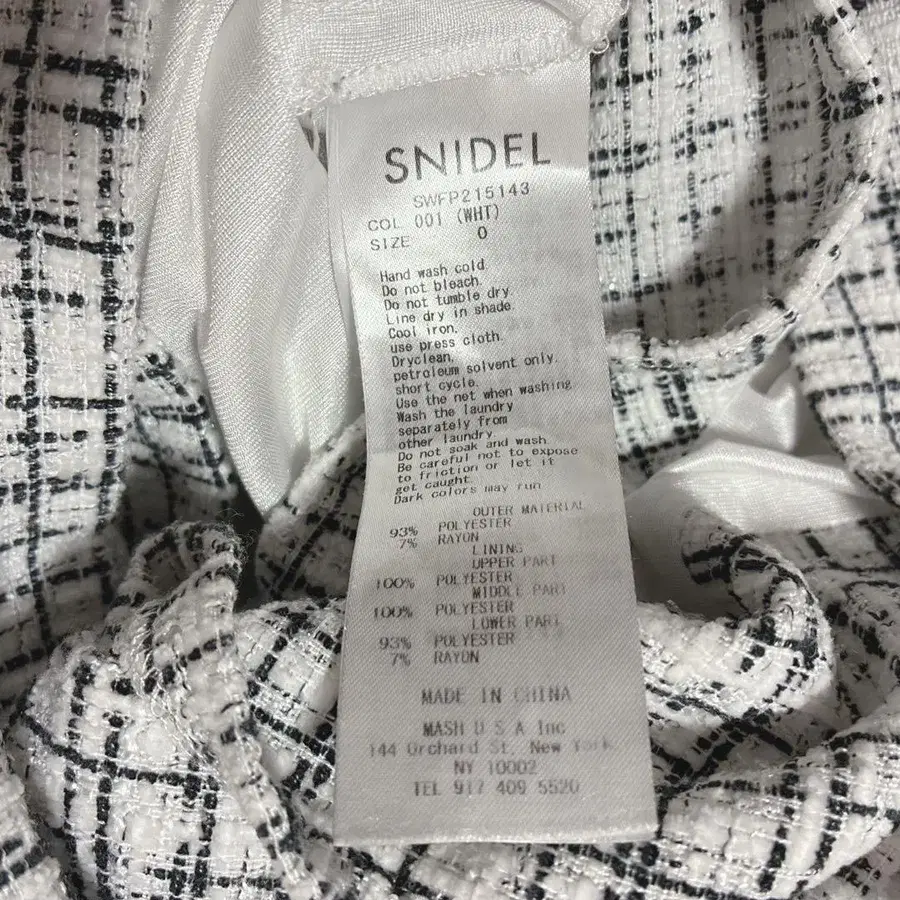 SNIDEL
SWFP215143
COL 001 (WHT)
SIZE 0
Hand wash cold.
Do not bleach.
Do not tumble dry.
Line dry in shade.
Cool iron,
use press cloth.
Dryclean,
petroleum solvent only.
short cycle.
Use the net when washing
Wash the laundry
separately from
other laundry.
Do not soak and wash
Be careful not to expose
to friction or let it
get caught.
Dark colors may run
OUTER MATERIAL
93% POLYESTER
7% RAYON
LINING
UPPER PART
100% POLYESTER
MIDDLE PART
100% POLYESTER
LOWER PART
93% POLYESTER
7% RAYON
MADE IN CHINA
MASH U S A Inc
144 Orchard St, New York
NY 10002
TEL 917 409 5520